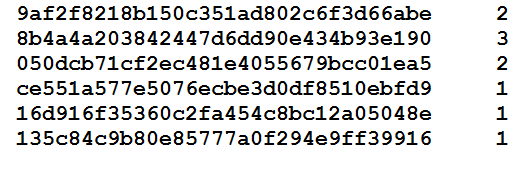 9af2f8218b150c351ad802c6f3d66abe 2
8b4a4a203842447d6dd90e434b93e190 3
050dcb71cf2ec481e4055679bcc01ea5 2
ce551a577e5076ecbe3d0df8510ebfd9 1
16d916f35360c2fa454c8bc12a05048e 1
135c84c9b80e85777a0f294e9ff39916 1